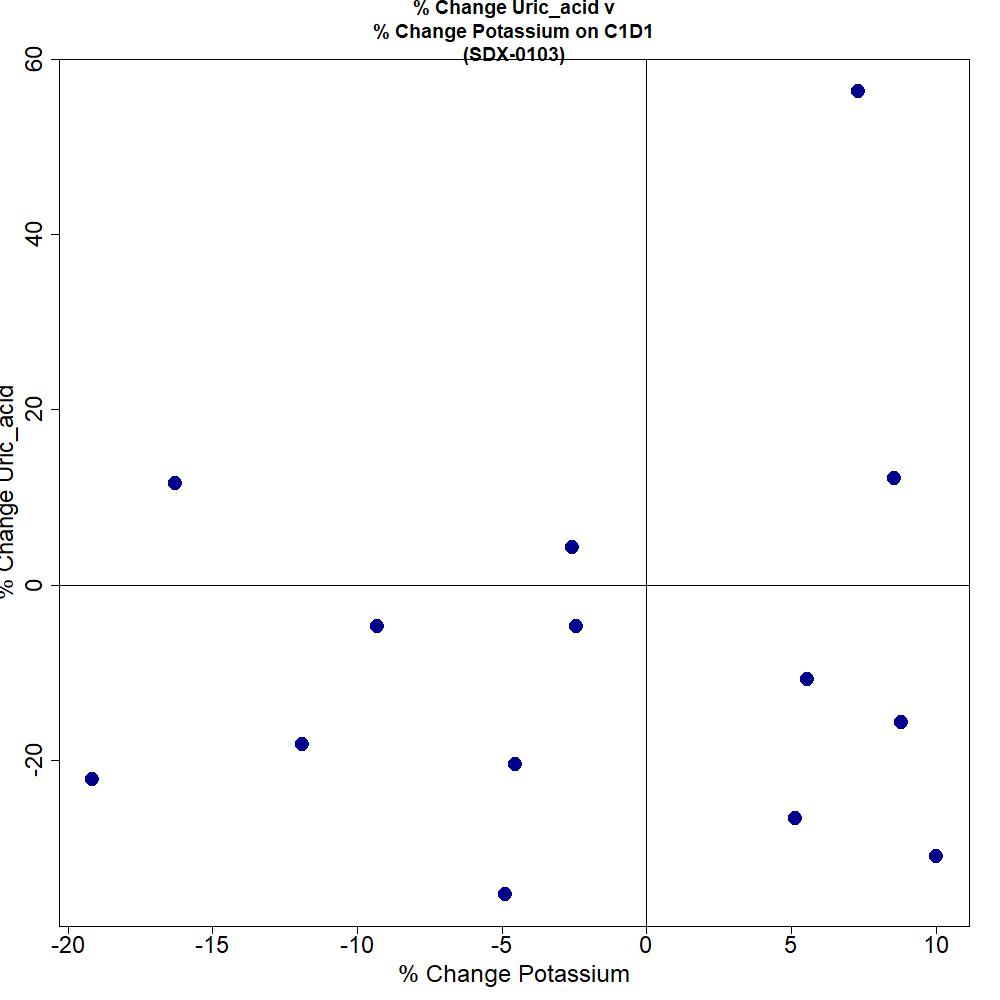 % Change Uric_acid v
% Change Potassium on C1D1
(SDX-0103)
60
40
20
0
-20
% Change Uric_acid
-20
-15
-10
-5
0
5
10
% Change Potassium